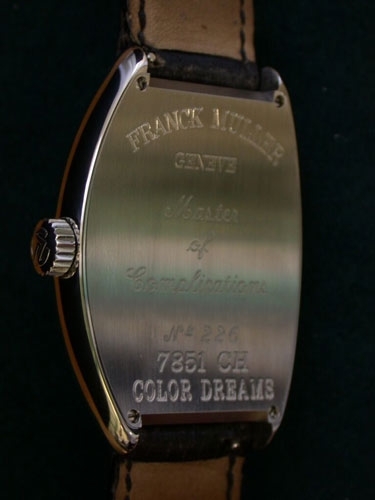 FRANCK MULLER
GENEVE
Master
of
Complications
Nº 226
7851 CH
COLOR DREAMS